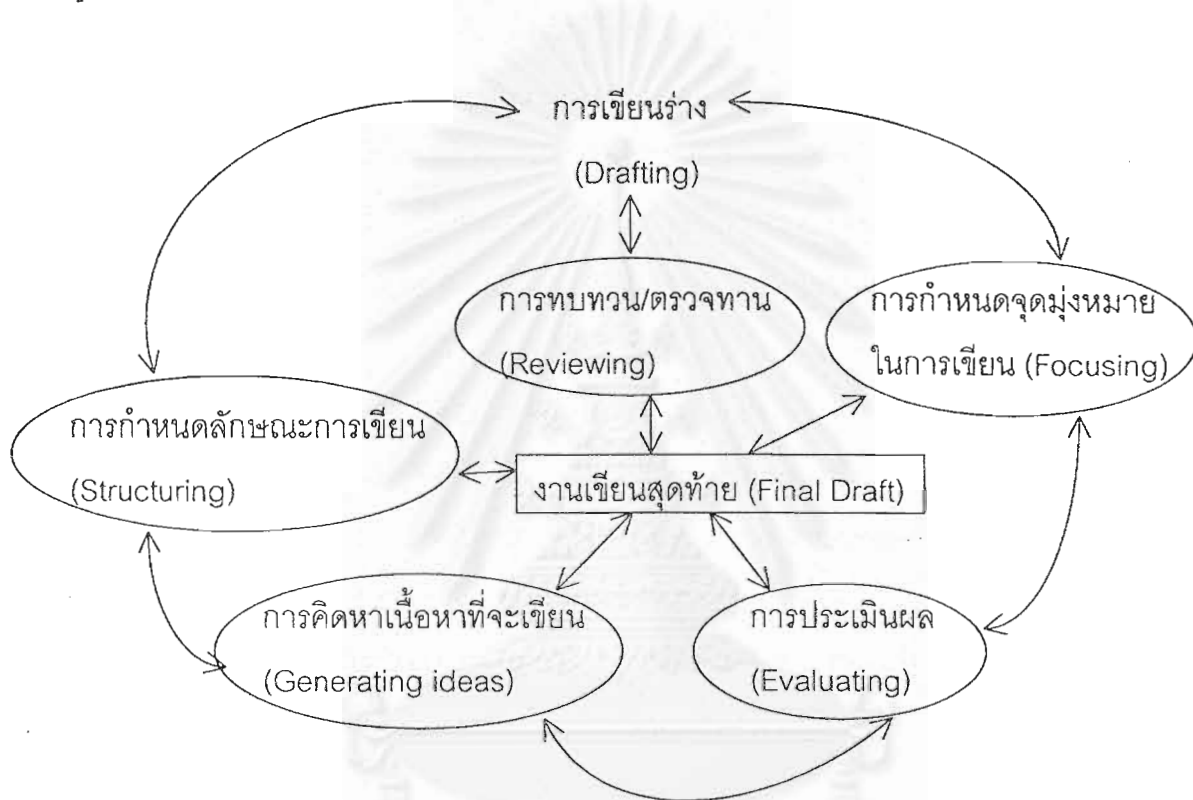 การเขียนร่าง
(Drafting)
การทบทวน/ตรวจทาน
(Reviewing)
การกำหนดจุดมุ่งหมาย
ในการเขียน (Focusing)
การกำหนดลักษณะการเขียน
(Structuring)
งานเขียนสุดท้าย (Final Draft)
การคิดหาเนื้อหาที่จะเขียน
(Generating ideas)
การประเมินผล
(Evaluating)